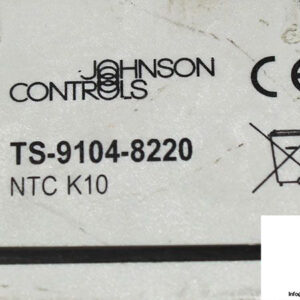 JOHNSON
CONTROLS
CE
TS-9104-8220
NTC K10